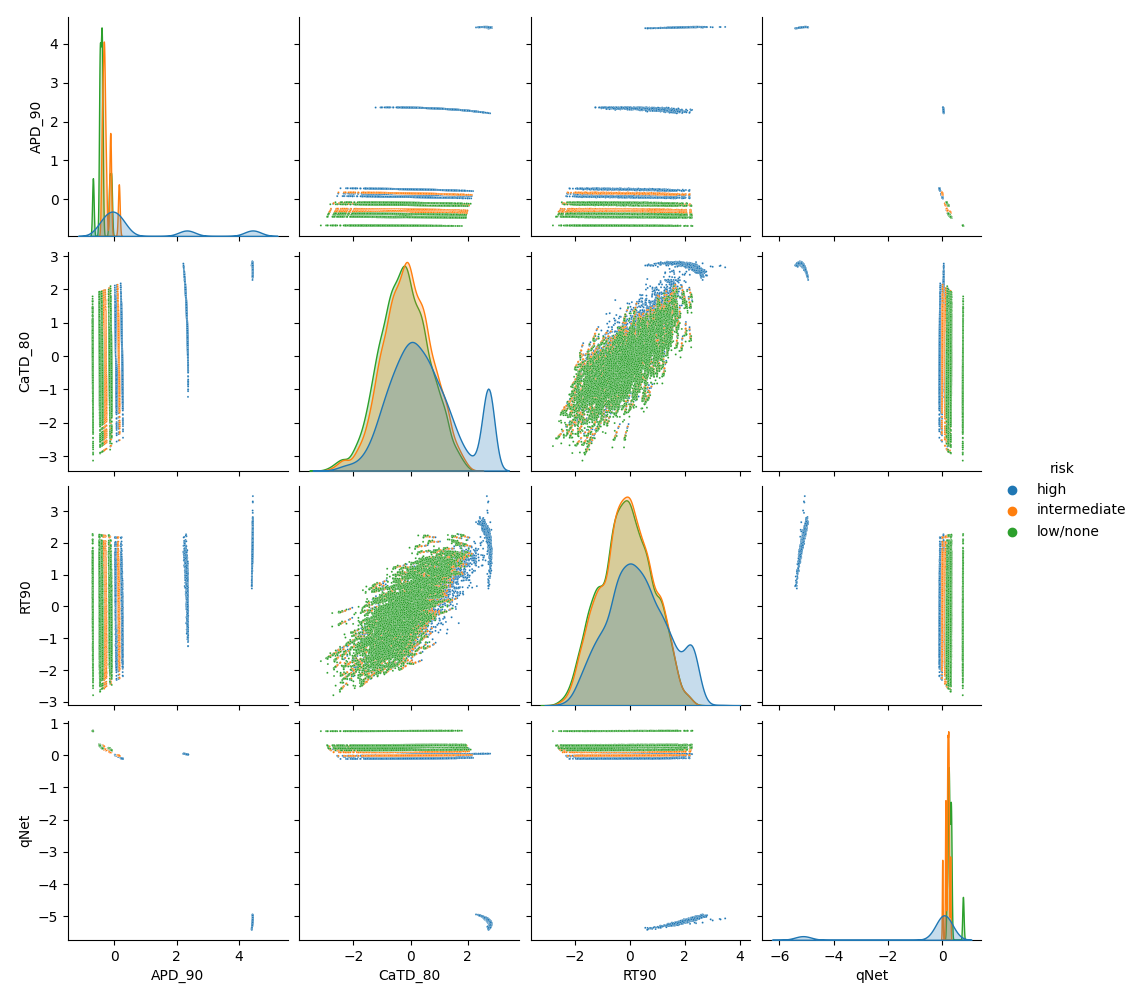 4
3
2
1
0
APD_90
3
2
1
0
−1
−2
−3
CaTD_80
3
2
1
0
−1
−2
−3
RT90
1
0
−1
−2
−3
−4
−5
qNet
0 2 4
APD_90
−2 0 2
CaTD_80
−2 0 2 4
RT90
−6 −4 −2 0
qNet
risk
high
intermediate
low/none